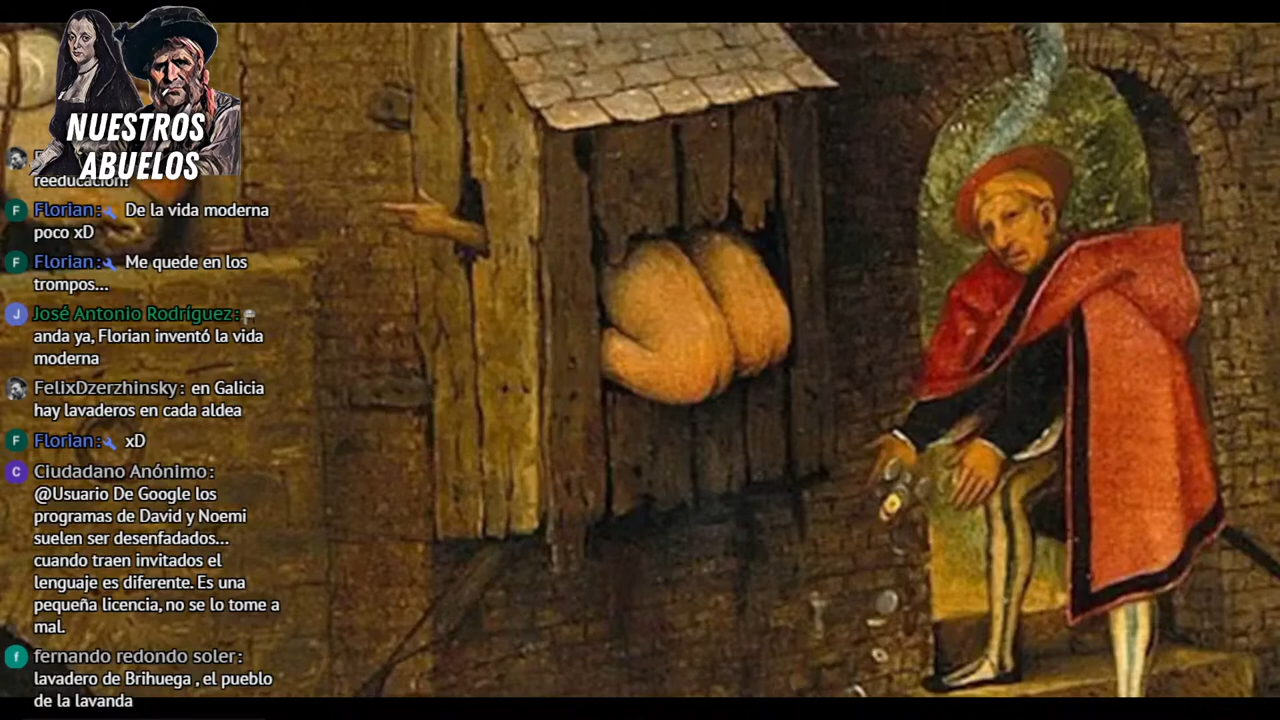 NUESTROS
ABUELOS
reeducación!
Florian: De la vida moderna
poco xD
Florian: Me quede en los
trompos...
José Antonio Rodríguez:
anda ya, Florian inventó la vida
moderna
FelixDzerzhinsky: en Galicia
hay lavaderos en cada aldea
Florian: xD
Ciudadano Anónimo:
@Usuario De Google los
programas de David y Noemi
suelen ser desenfadados...
cuando traen invitados el
lenguaje es diferente. Es una
pequeña licencia, no se lo tome a
mal.
fernando redondo soler:
lavadero de Brihuega , el pueblo
de la lavanda